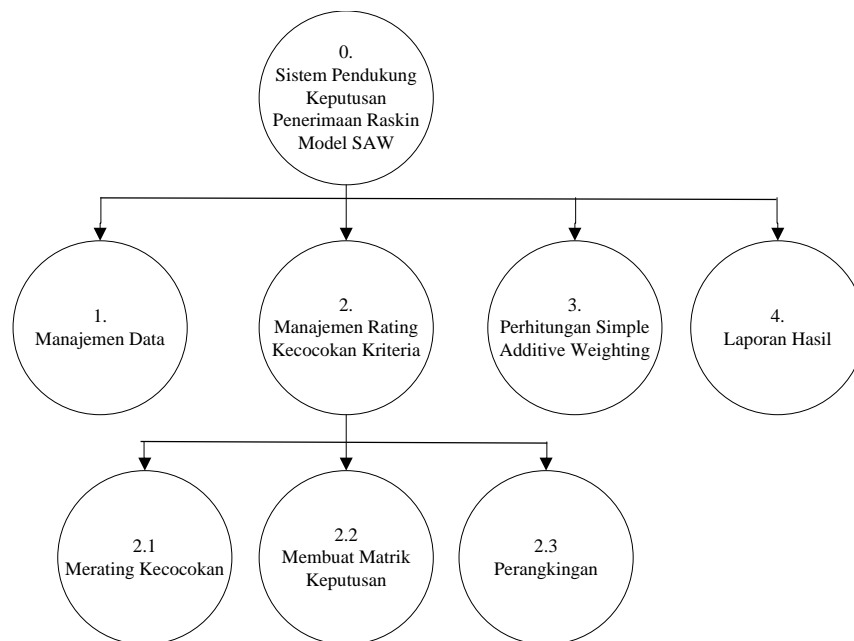 0.
Sistem Pendukung
Keputusan
Penerimaan Raskin
Model SAW
1.
Manajemen Data
2.
Manajemen Rating
Kecocokan Kriteria
3.
Perhitungan Simple
Additive Weighting
4.
Laporan Hasil
2.1
Merating Kecocokan
2.2
Membuat Matrik
Keputusan
2.3
Perangkingan